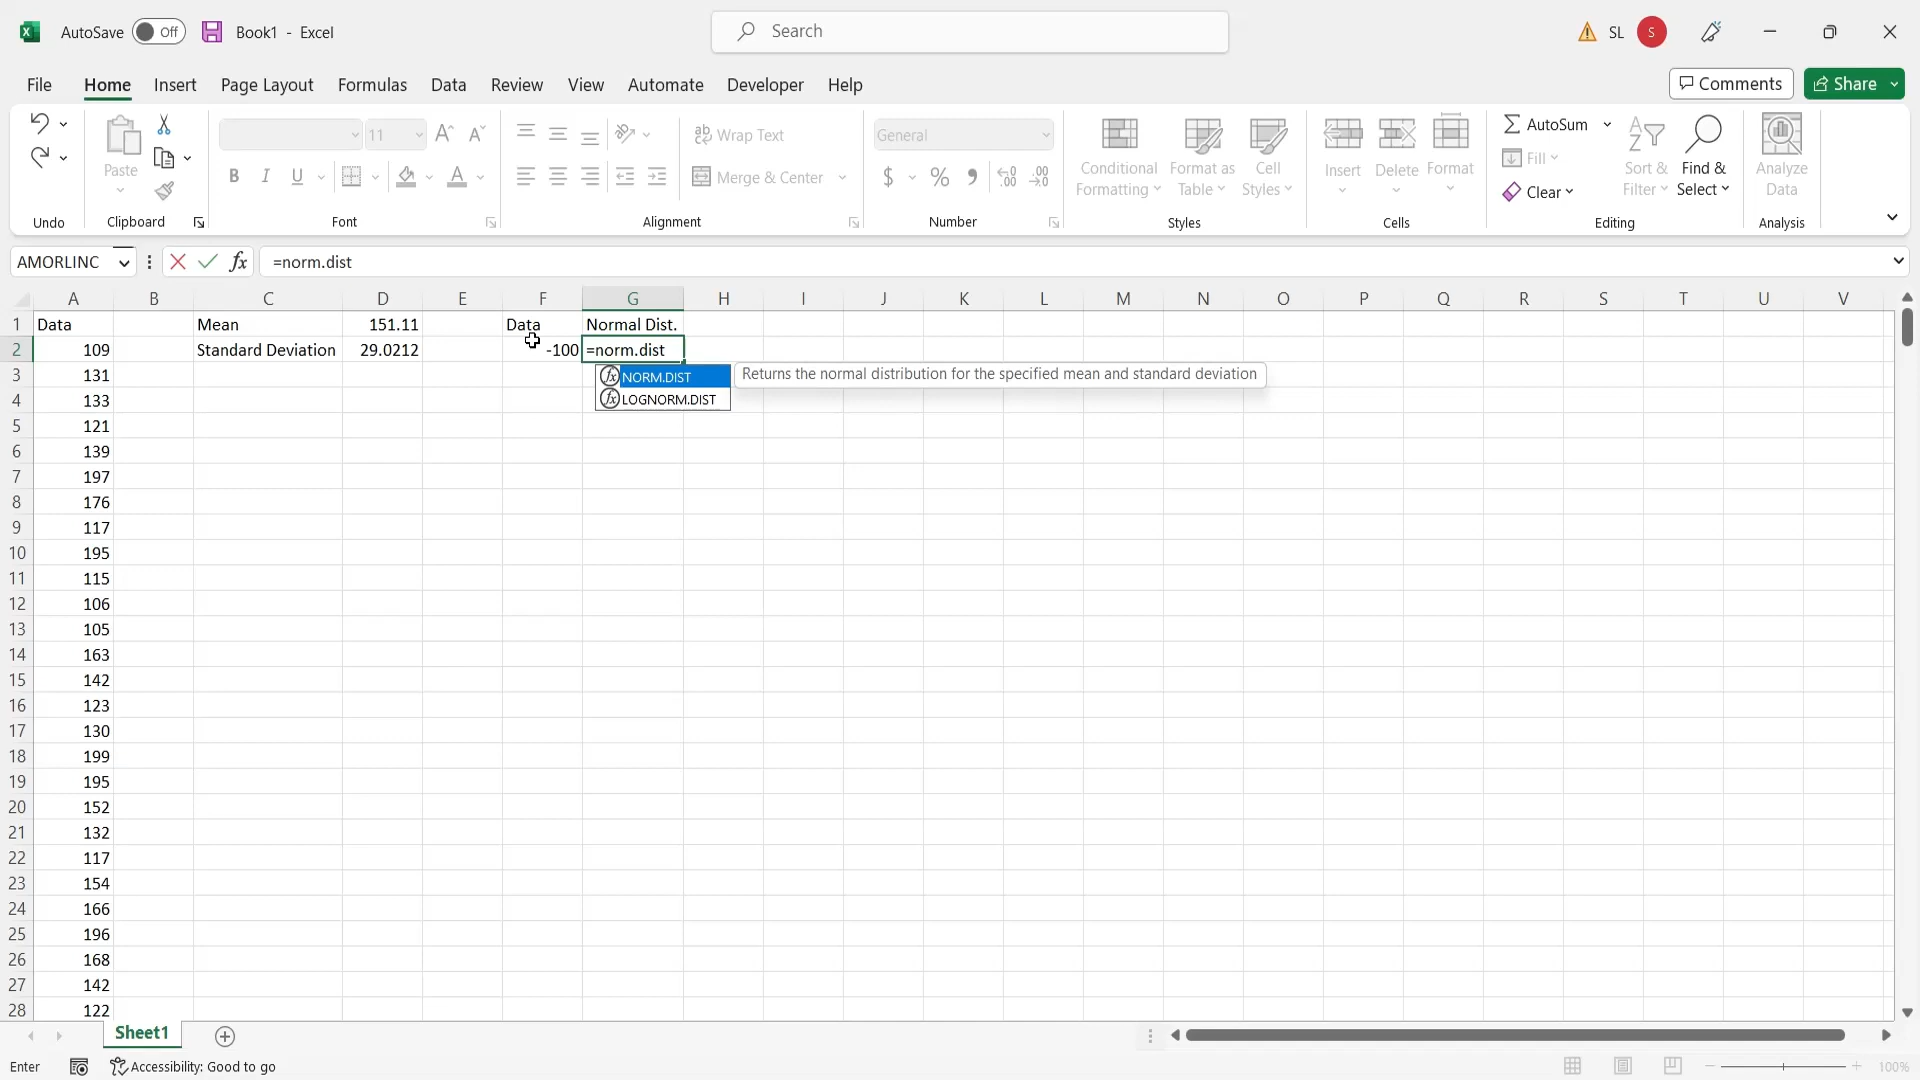 AutoSave Off Book1 - Excel Search SL S
File Home Insert Page Layout Formulas Data Review View Automate Developer Help Comments Share
11 Wrap Text General AutoSum
Paste Conditional Format as Cell Insert Delete Format Fill Sort & Find & Analyze
B I U Merge & Center $ % Formatting Table Styles Clear Filter Select Data
Undo Clipboard Font Alignment Number Styles Cells Editing Analysis
AMORLINC fx =norm.dist
A B C D E F G H I J K L M N O P Q R S T U V
1 Data Mean 151.11 Data Normal Dist.
2 109 Standard Deviation 29.0212 -100 =norm.dist
3 131 fx NORM.DIST Returns the normal distribution for the specified mean and standard deviation
4 133 fx LOGNORM.DIST
5 121
6 139
7 197
8 176
9 117
10 195
11 115
12 106
13 105
14 163
15 142
16 123
17 130
18 199
19 195
20 152
21 132
22 117
23 154
24 166
25 196
26 168
27 142
28 122
Sheet1
Enter Accessibility: Good to go 100%